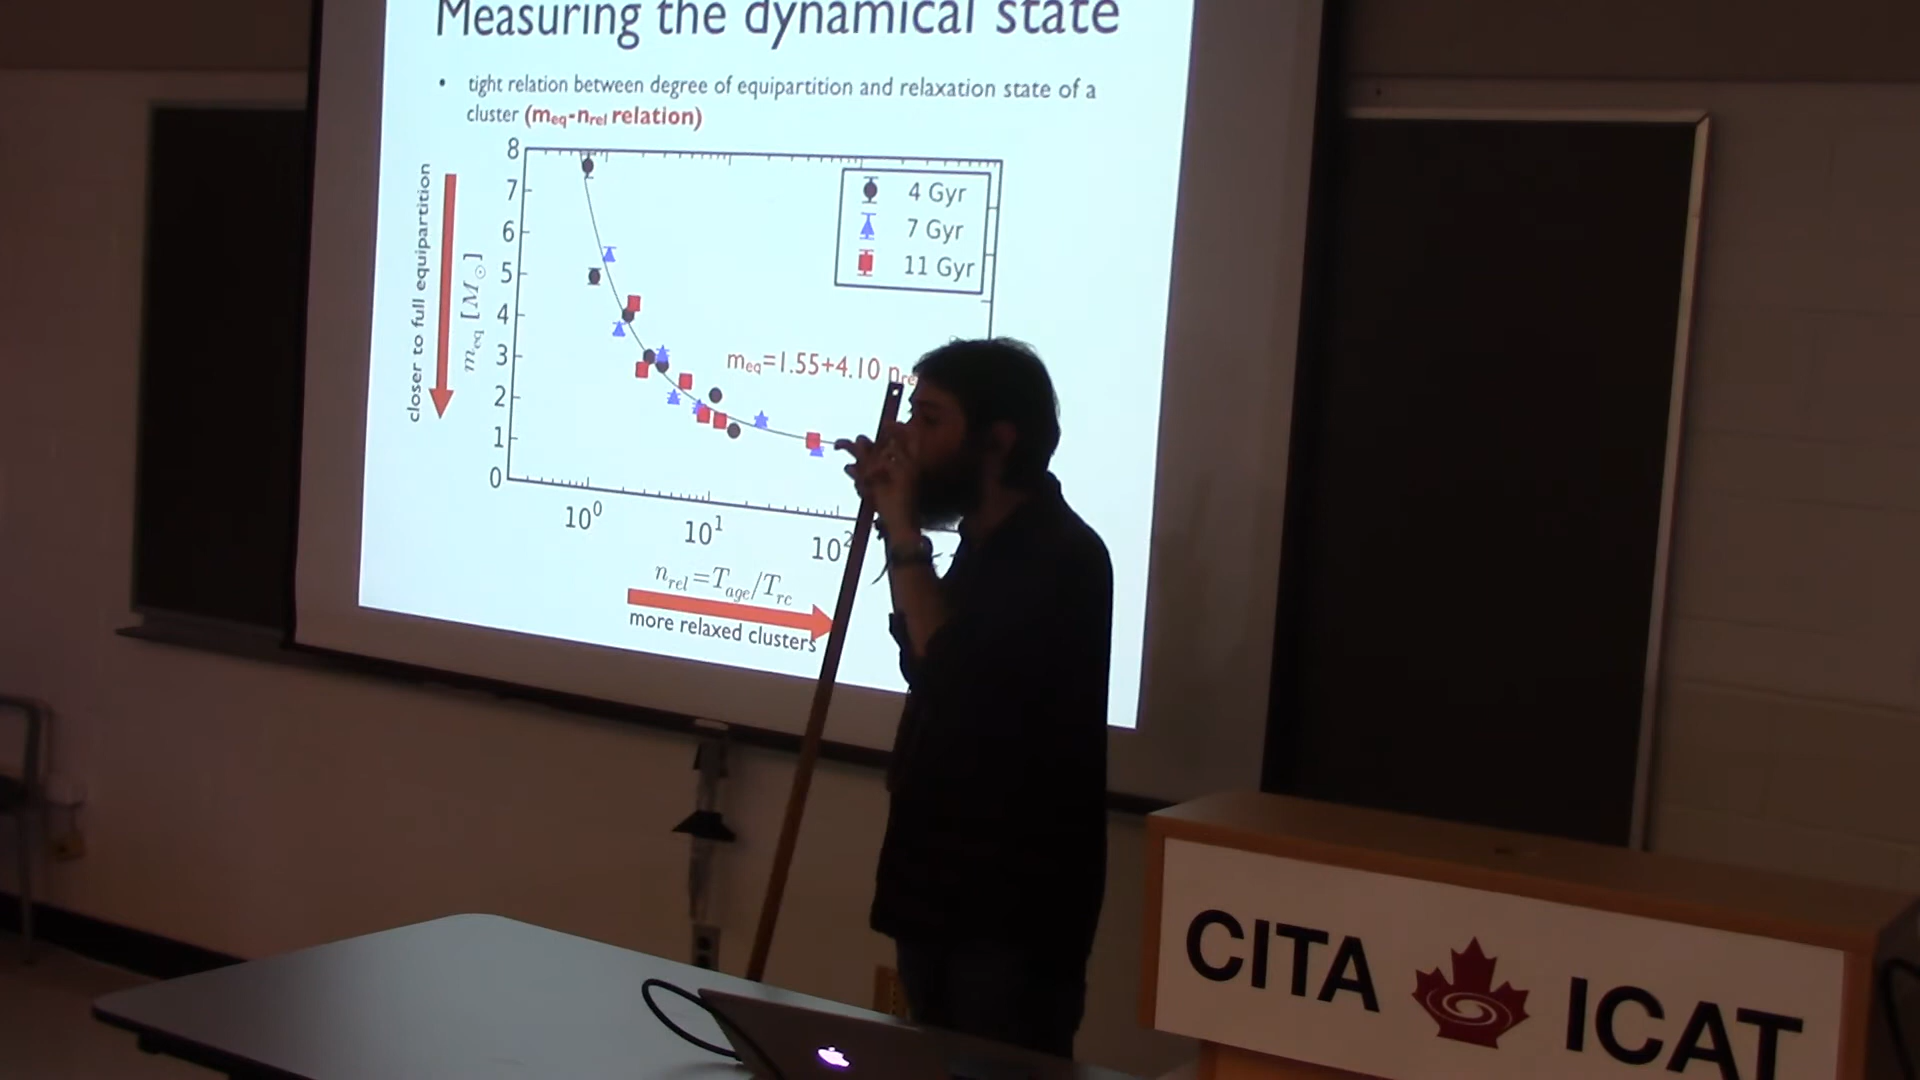 Measuring the dynamical state
• tight relation between degree of equipartition and relaxation state of a
cluster (meq-nrel relation)
closer to full equipartition
meq [M⊙]
8
7
6
5
4
3
2
1
0
4 Gyr
7 Gyr
11 Gyr
meq=1.55+4.10
10⁰
10¹
10²
nrel=Tage/Trc
more relaxed clusters
CITA ICAT